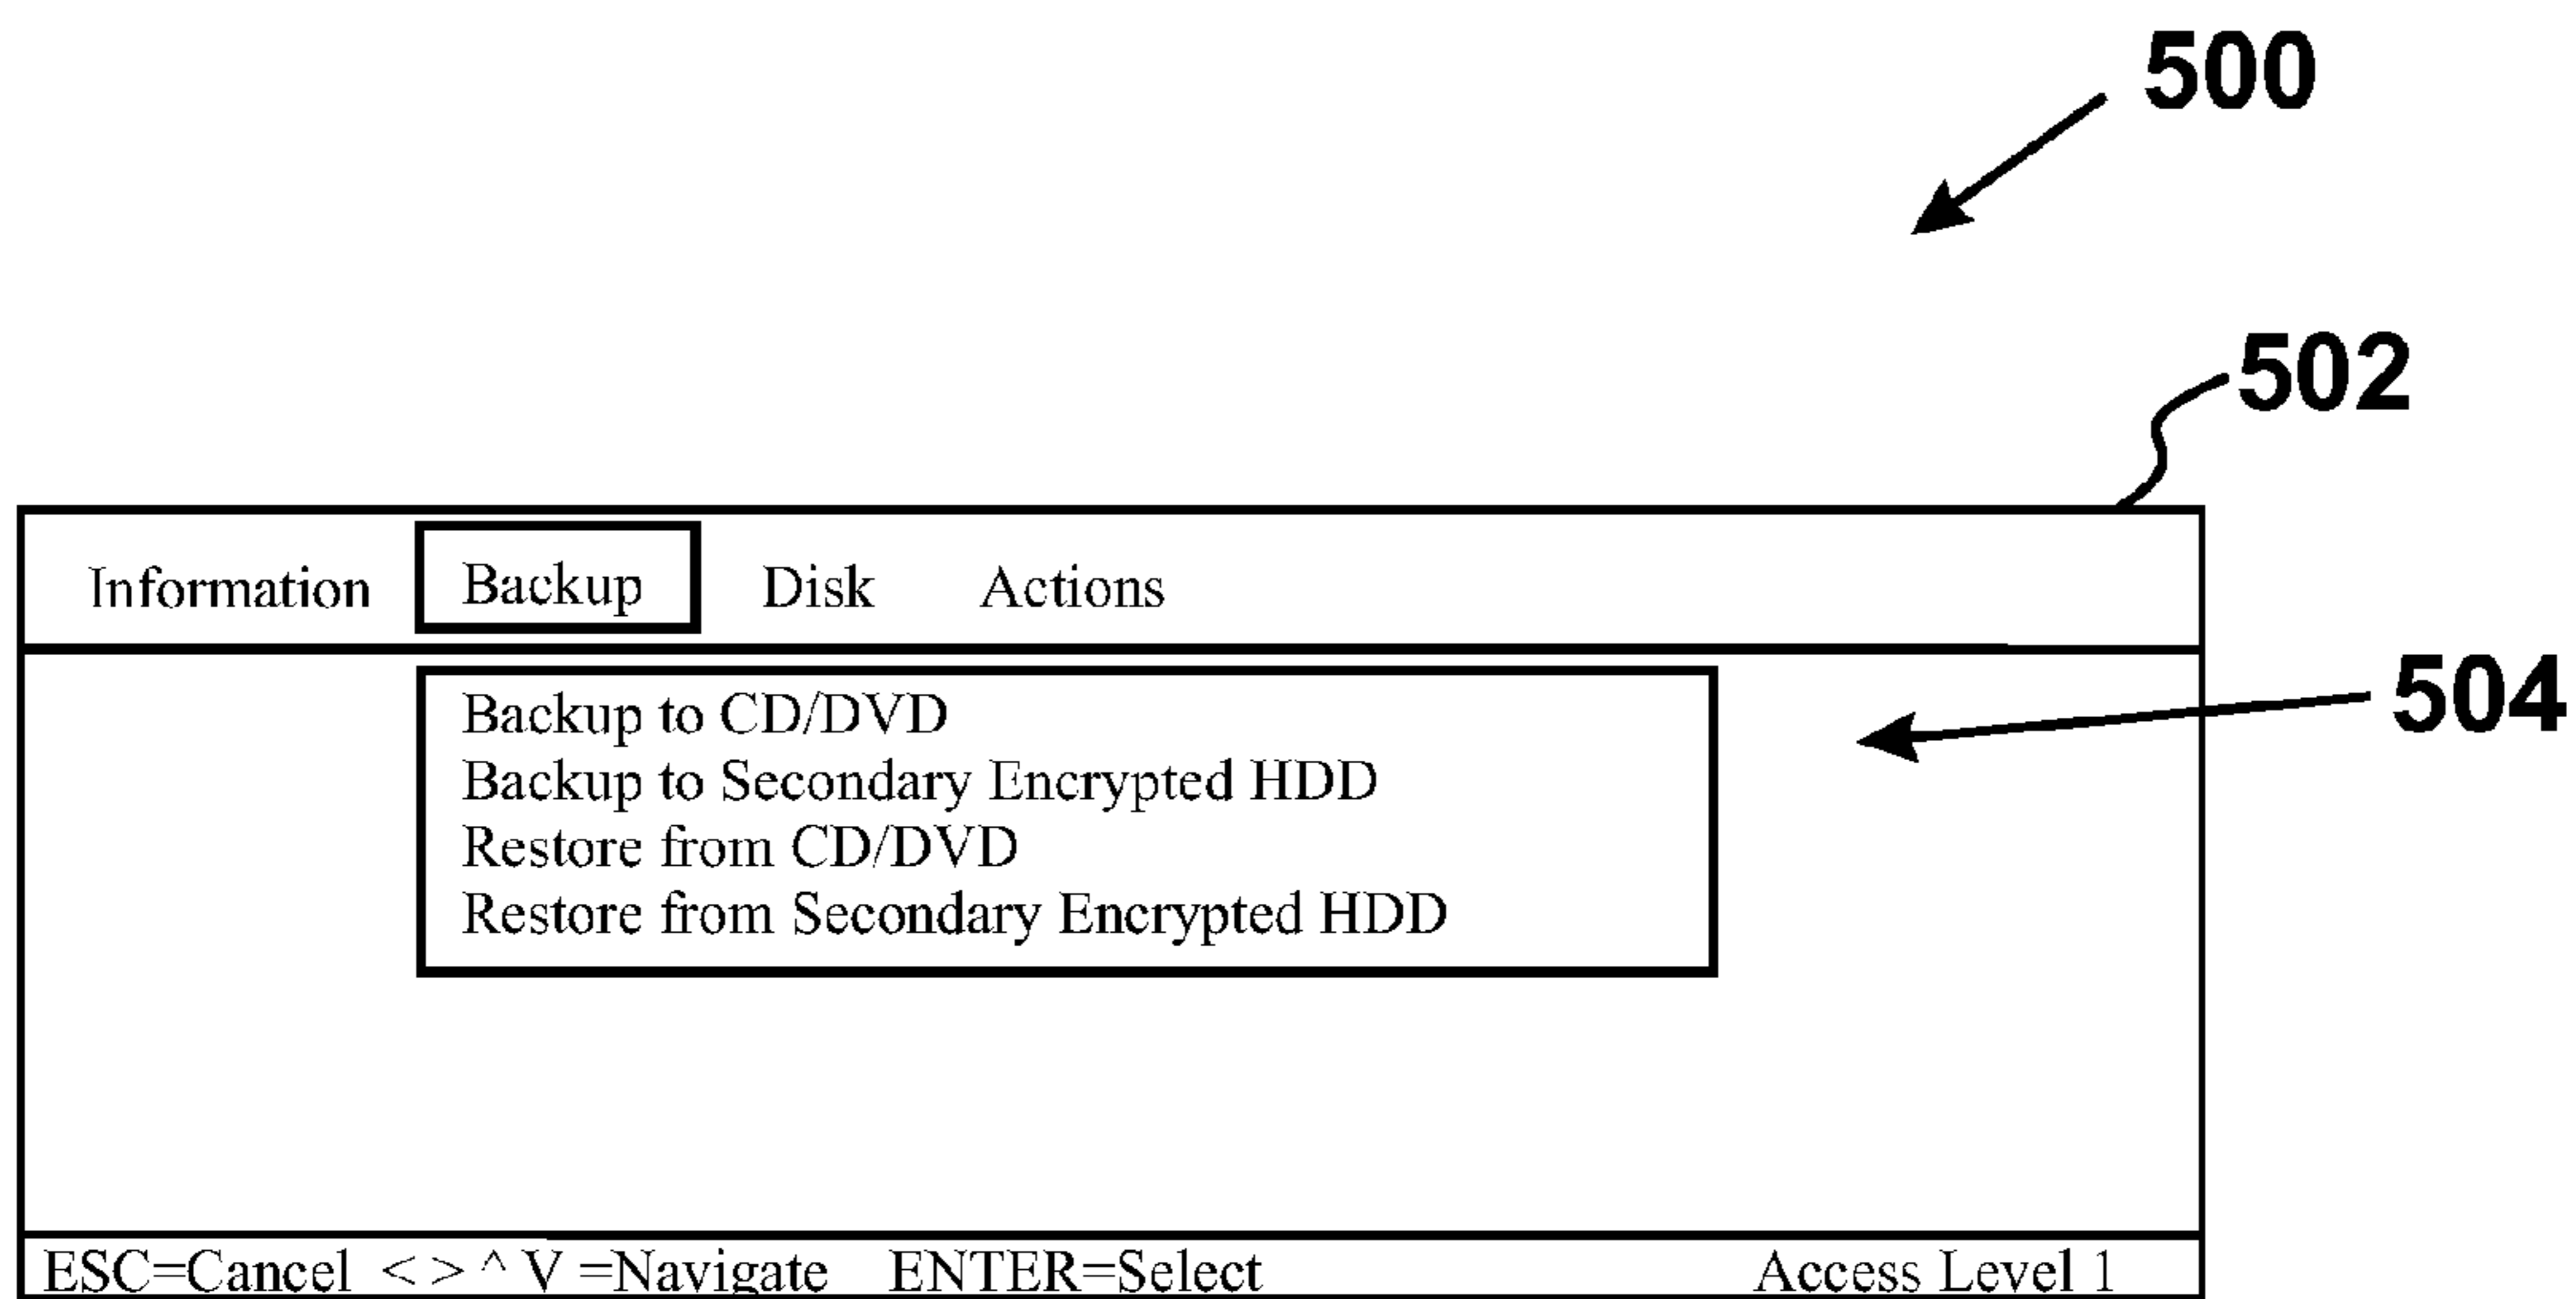 500
502
Information Backup Disk Actions
504
Backup to CD/DVD
Backup to Secondary Encrypted HDD
Restore from CD/DVD
Restore from Secondary Encrypted HDD
ESC=Cancel < > ^ V =Navigate ENTER=Select Access Level 1